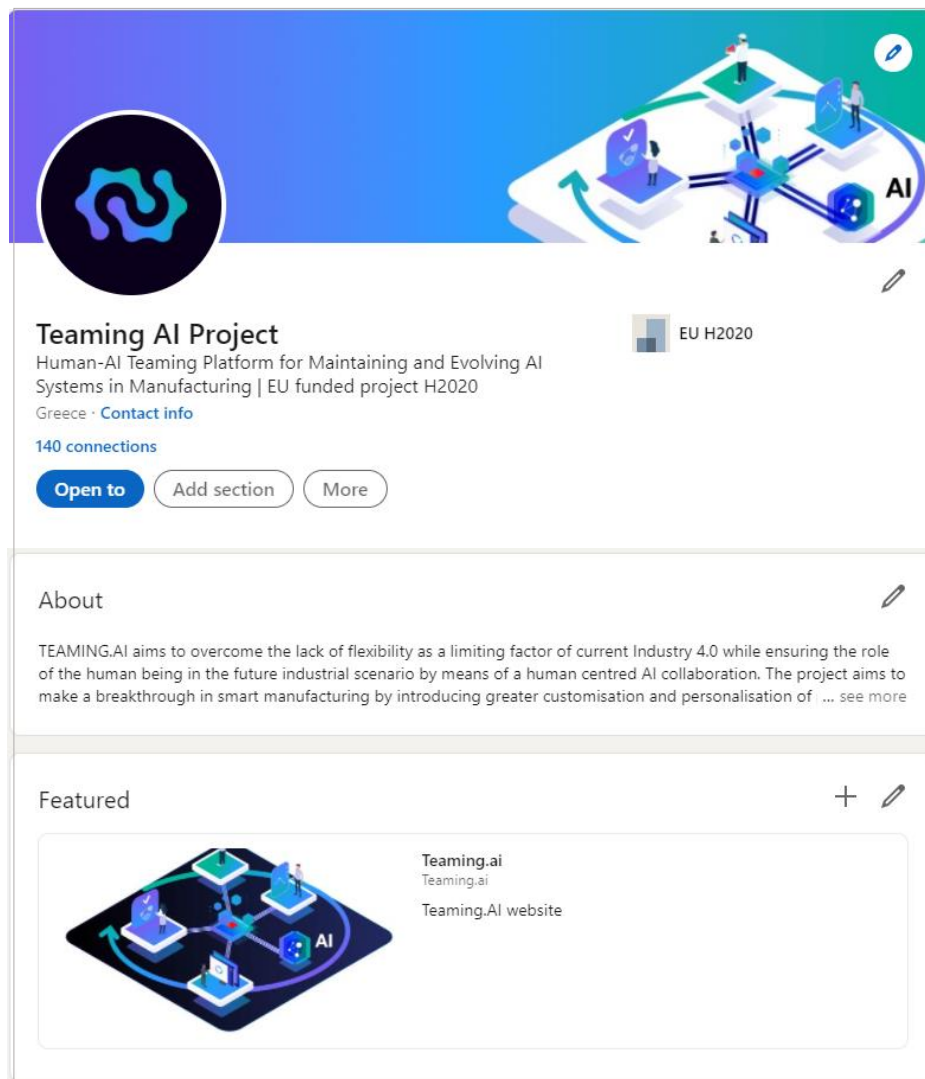 AI
Teaming AI Project
EU H2020
Human-AI Teaming Platform for Maintaining and Evolving AI
Systems in Manufacturing | EU funded project H2020
Greece · Contact info
140 connections
Open to
Add section
More
About
TEAMING.AI aims to overcome the lack of flexibility as a limiting factor of current Industry 4.0 while ensuring the role
of the human being in the future industrial scenario by means of a human centred AI collaboration. The project aims to
make a breakthrough in smart manufacturing by introducing greater customisation and personalisation of ... see more
Featured
Teaming.ai
Teaming.ai
Teaming.AI website
AI